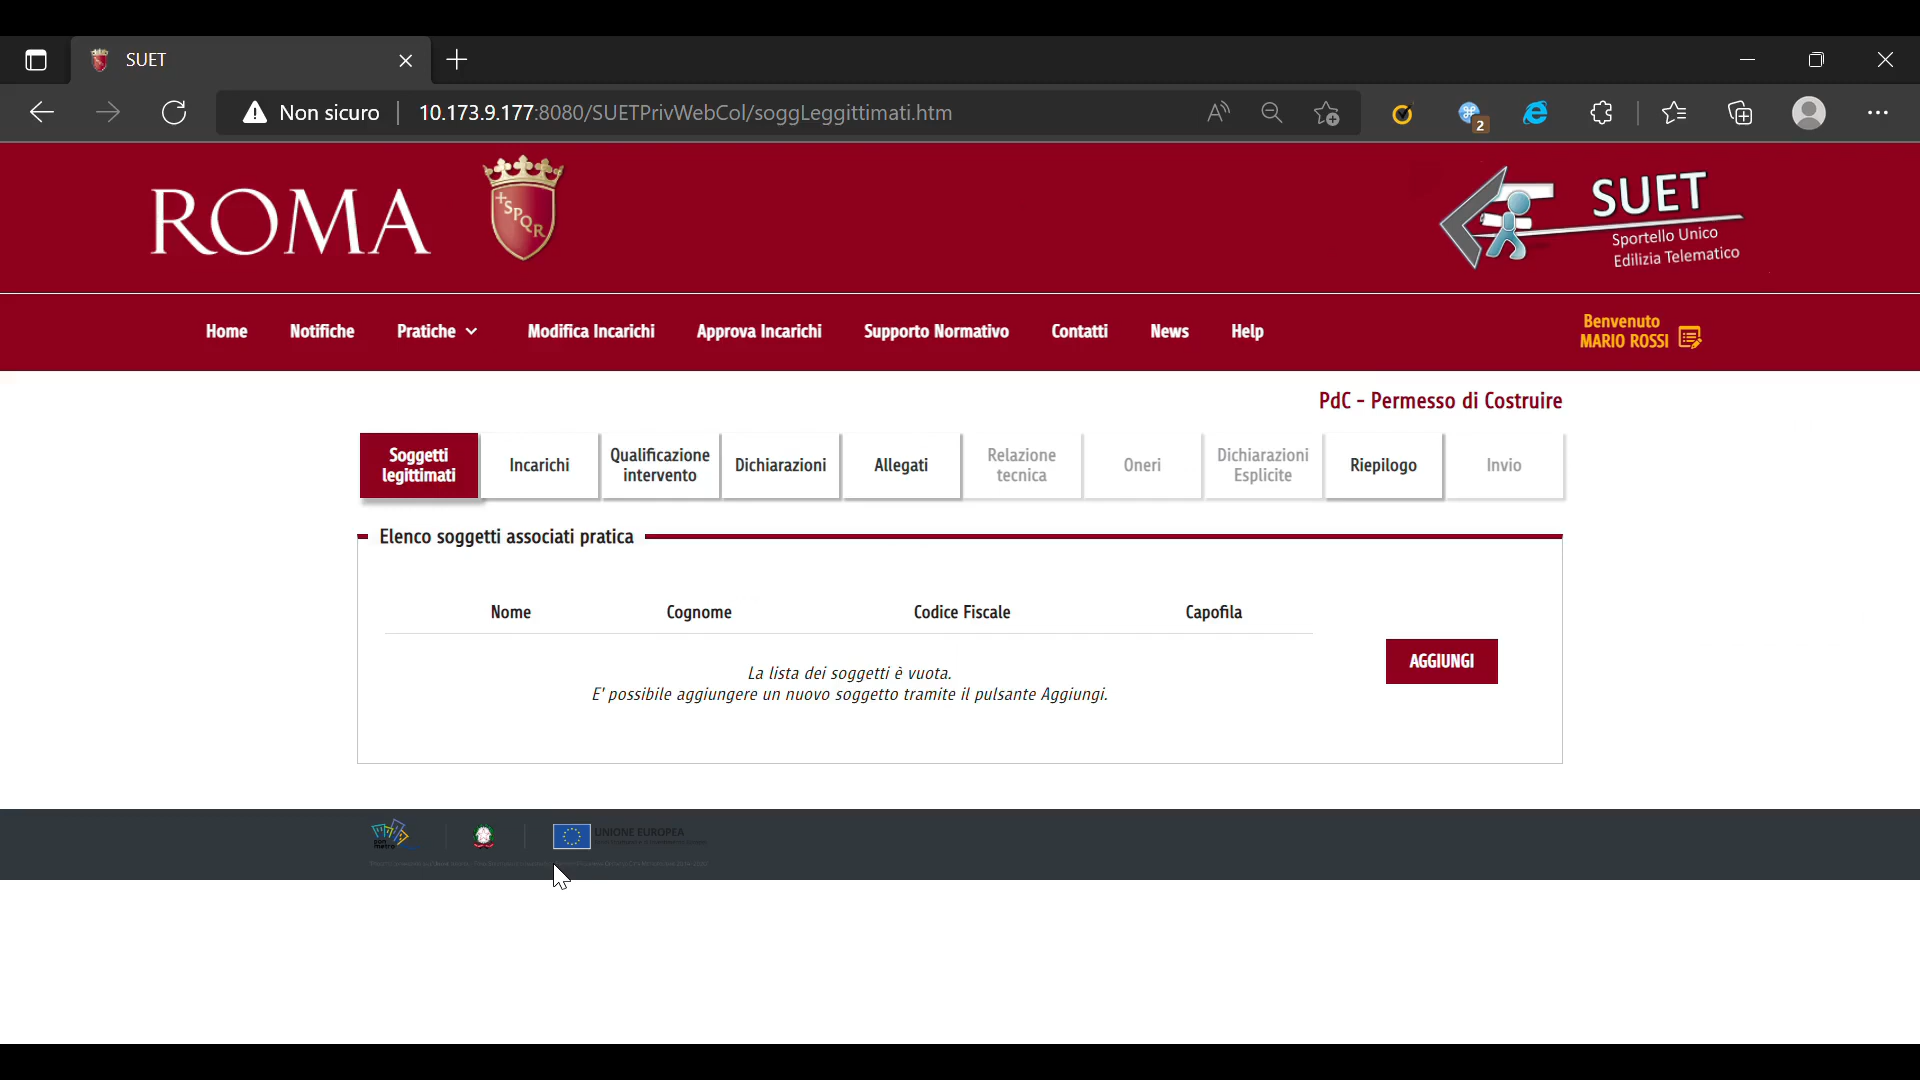 SUET
Non sicuro
10.173.9.177:8080/SUETPrivWebCol/soggLeggittimati.htm
2
ROMA
SPQR
SUET
Sportello Unico
Edilizia Telematico
Home
Notifiche
Pratiche
Modifica Incarichi
Approva Incarichi
Supporto Normativo
Contatti
News
Help
Benvenuto
MARIO ROSSI
PdC - Permesso di Costruire
Soggetti
legittimati
Incarichi
Qualificazione
intervento
Dichiarazioni
Allegati
Relazione
tecnica
Oneri
Dichiarazioni
Esplicite
Riepilogo
Invio
Elenco soggetti associati pratica
Nome
Cognome
Codice Fiscale
Capofila
La lista dei soggetti è vuota.
E' possibile aggiungere un nuovo soggetto tramite il pulsante Aggiungi.
AGGIUNGI
pon
metro
UNIONE EUROPEA